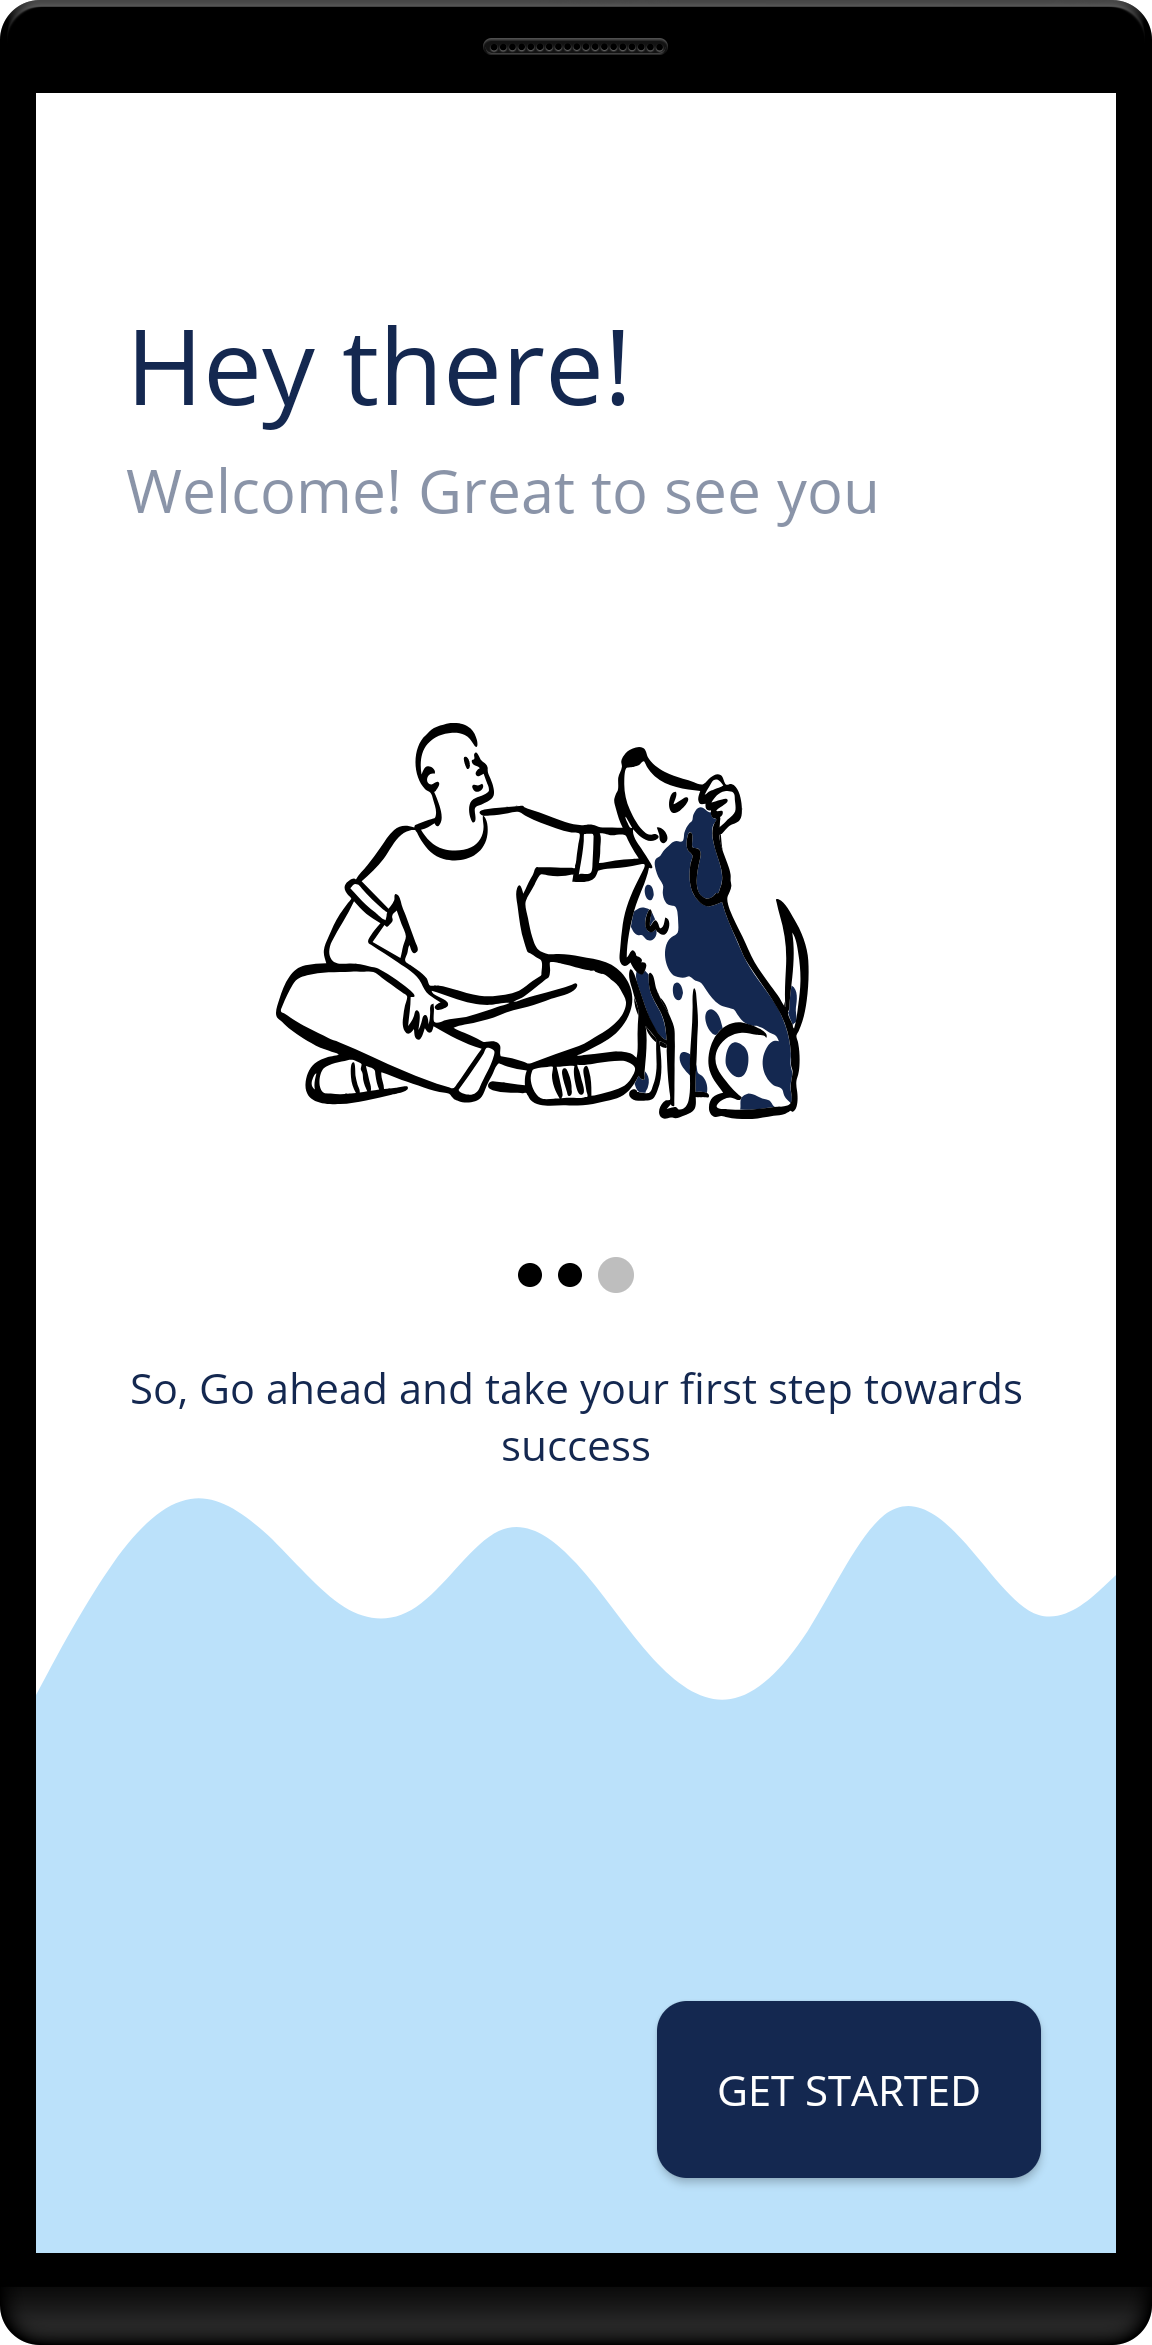 Hey there!
Welcome! Great to see you
So, Go ahead and take your first step towards
success
GET STARTED